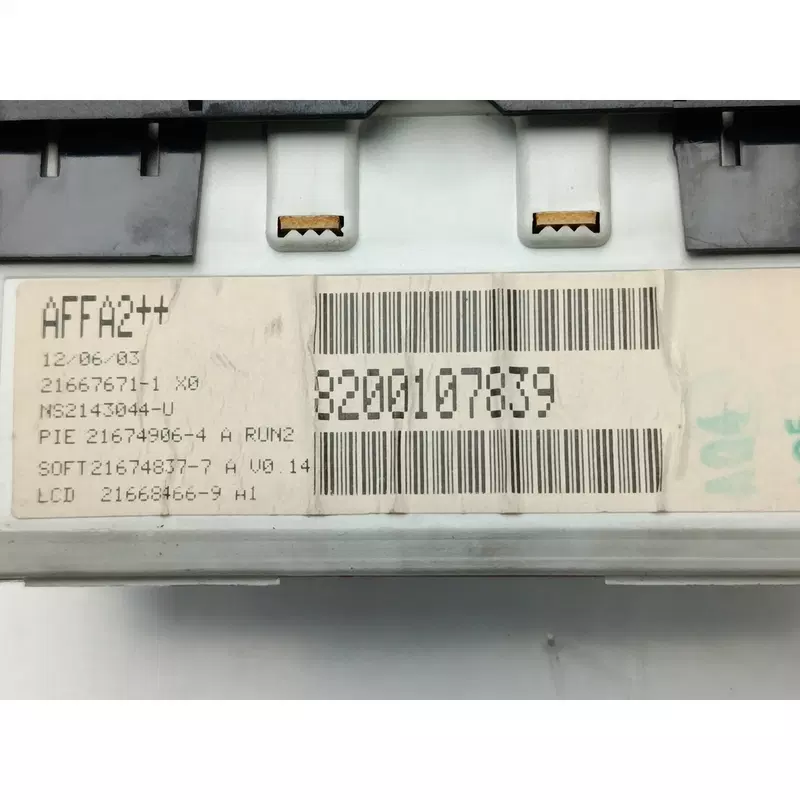 AFFA2++
12/06/03
21667671-1 X0
NS2143044-U
PIE 21674906-4 A RUN2
SOFT21674837-7 A V0.14
LCD 21668466-9 A1
8200107839